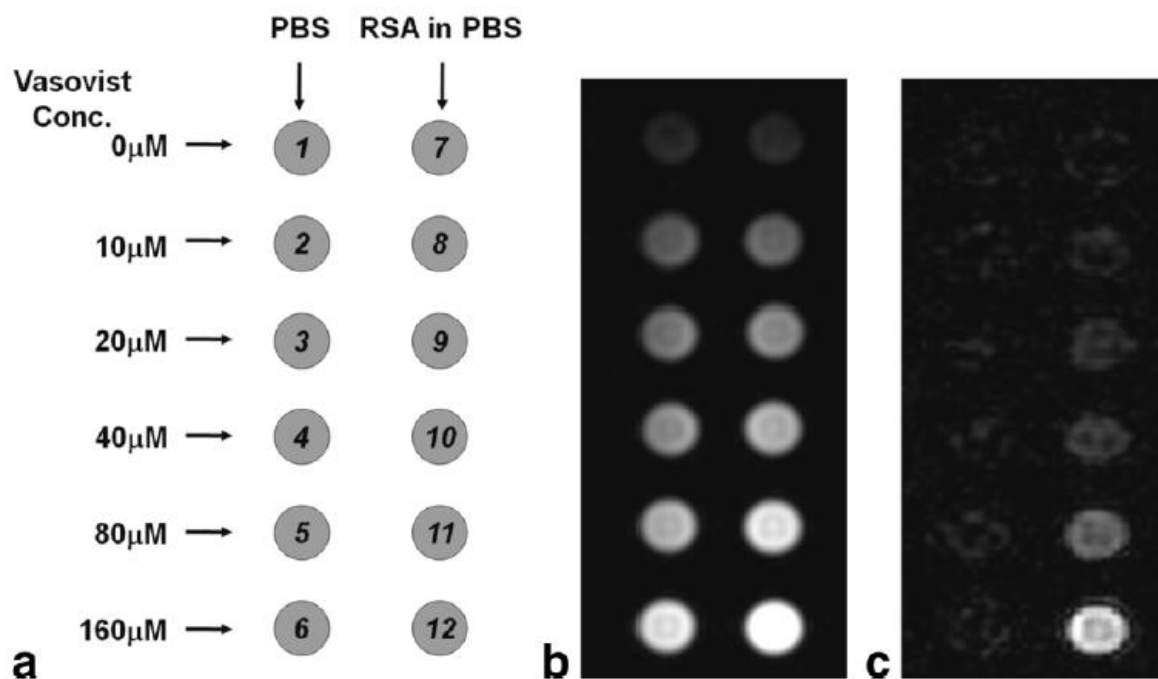 PBS RSA in PBS
Vasovist
Conc.
0μM 1 7
10μM 2 8
20μM 3 9
40μM 4 10
80μM 5 11
160μM 6 12
a b c